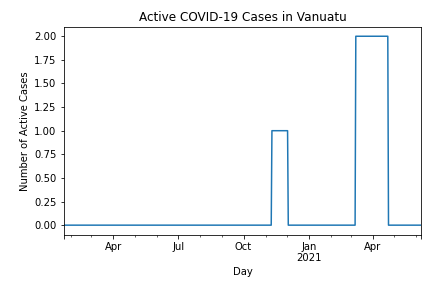 Active COVID-19 Cases in Vanuatu
2.00
1.75
1.50
1.25
1.00
0.75
0.50
0.25
0.00
Number of Active Cases
Apr Jul Oct Jan Apr
2021
Day